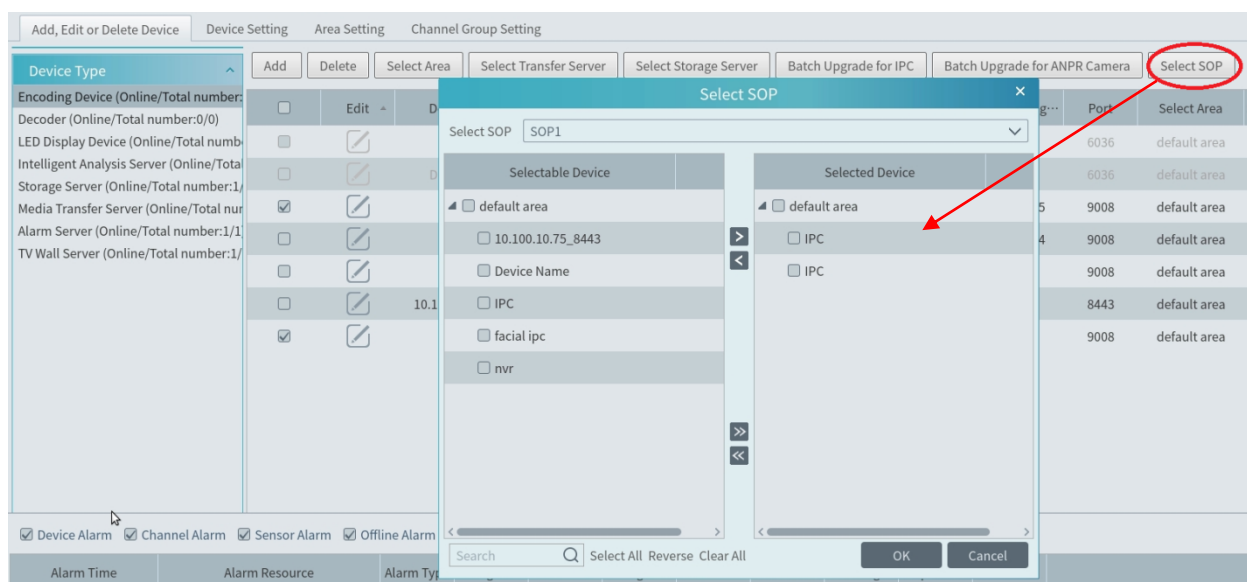 Add, Edit or Delete Device Device Setting Area Setting Channel Group Setting
Device Type
Add Delete Select Area Select Transfer Server Select Storage Server Batch Upgrade for IPC Batch Upgrade for ANPR Camera Select SOP
Encoding Device (Online/Total number:
Decoder (Online/Total number:0/0)
LED Display Device (Online/Total numb
Intelligent Analysis Server (Online/Tota
Storage Server (Online/Total number:1/
Media Transfer Server (Online/Total nur
Alarm Server (Online/Total number:1/1
TV Wall Server (Online/Total number:1/
Edit D
Port Select Area
6036 default area
D 6036 default area
5 9008 default area
4 9008 default area
9008 default area
10.1 8443 default area
9008 default area
Select SOP ×
Select SOP SOP1
Selectable Device
default area
10.100.10.75_8443
Device Name
IPC
facial ipc
nvr
> 
<
>>
<<
Selected Device
default area
IPC
IPC
Search Select All Reverse Clear All OK Cancel
Device Alarm Channel Alarm Sensor Alarm Offline Alarm
Alarm Time Alarm Resource Alarm Typ